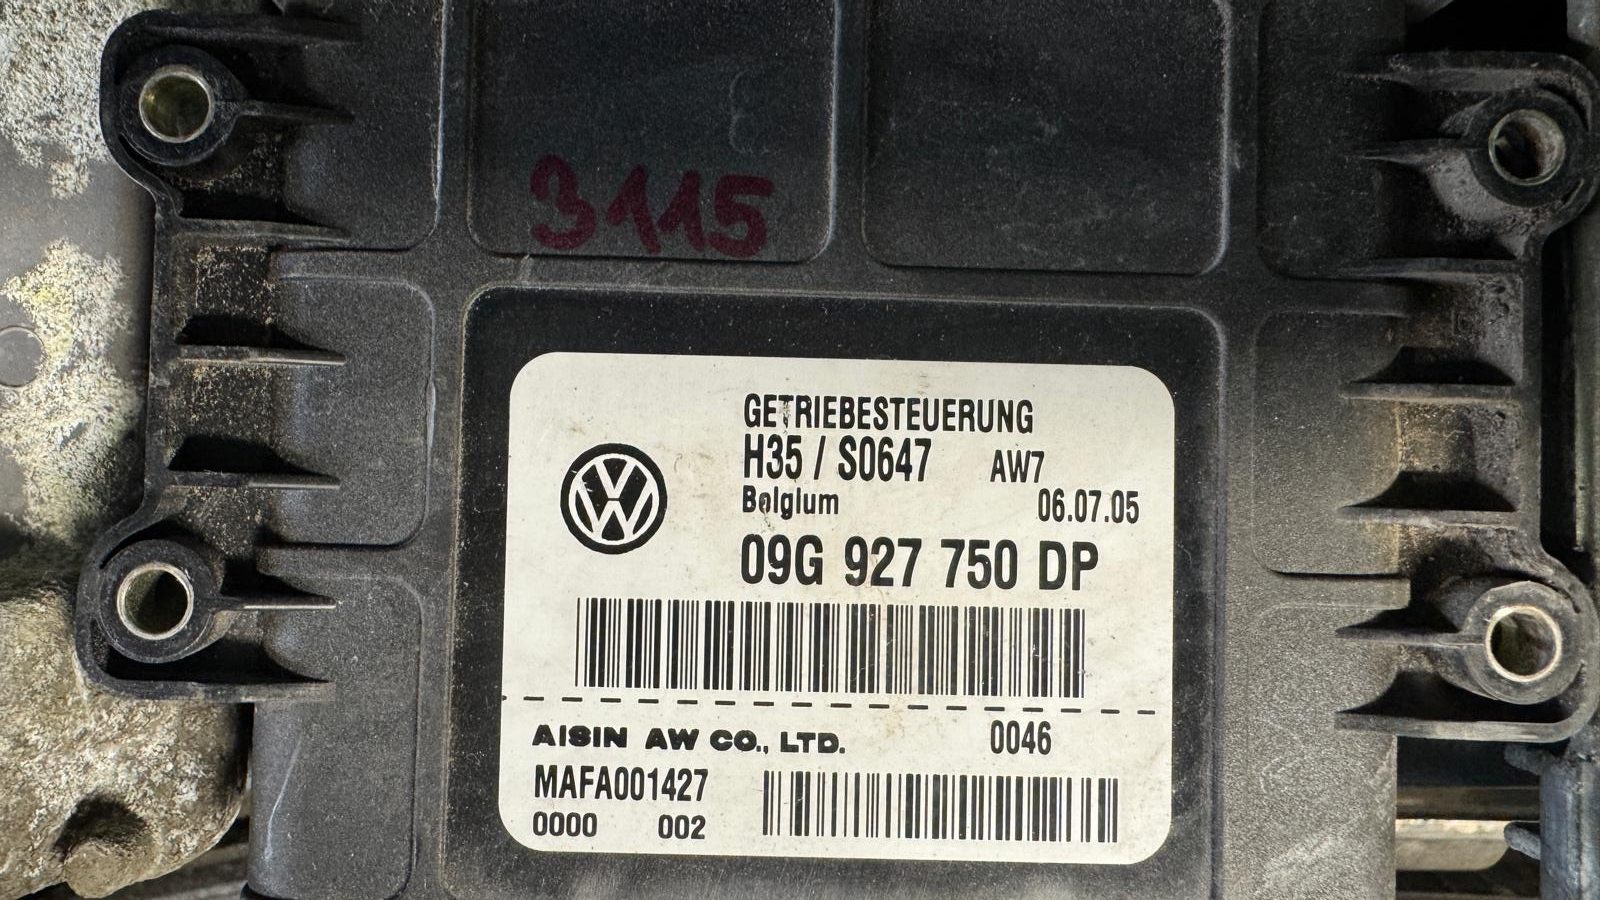 3115
GETRIEBESTEUERUNG
H35 / S0647 AW7
Belgium 06.07.05
09G 927 750 DP
AISIN AW CO., LTD. 0046
MAFA001427
0000 002